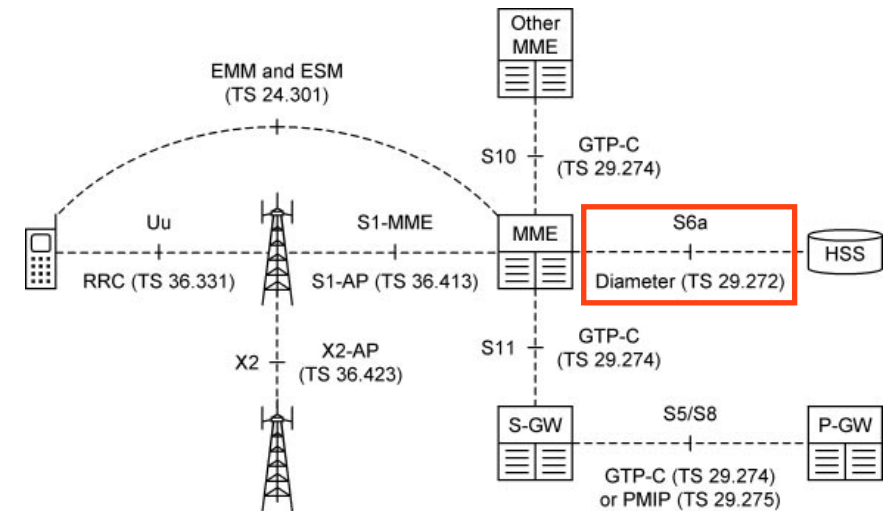 Other
MME
EMM and ESM
(TS 24.301)
S10
GTP-C
(TS 29.274)
Uu
S1-MME
MME
S6a
HSS
RRC (TS 36.331)
S1-AP (TS 36.413)
Diameter (TS 29.272)
X2
X2-AP
(TS 36.423)
S11
GTP-C
(TS 29.274)
S-GW
S5/S8
P-GW
GTP-C (TS 29.274)
or PMIP (TS 29.275)